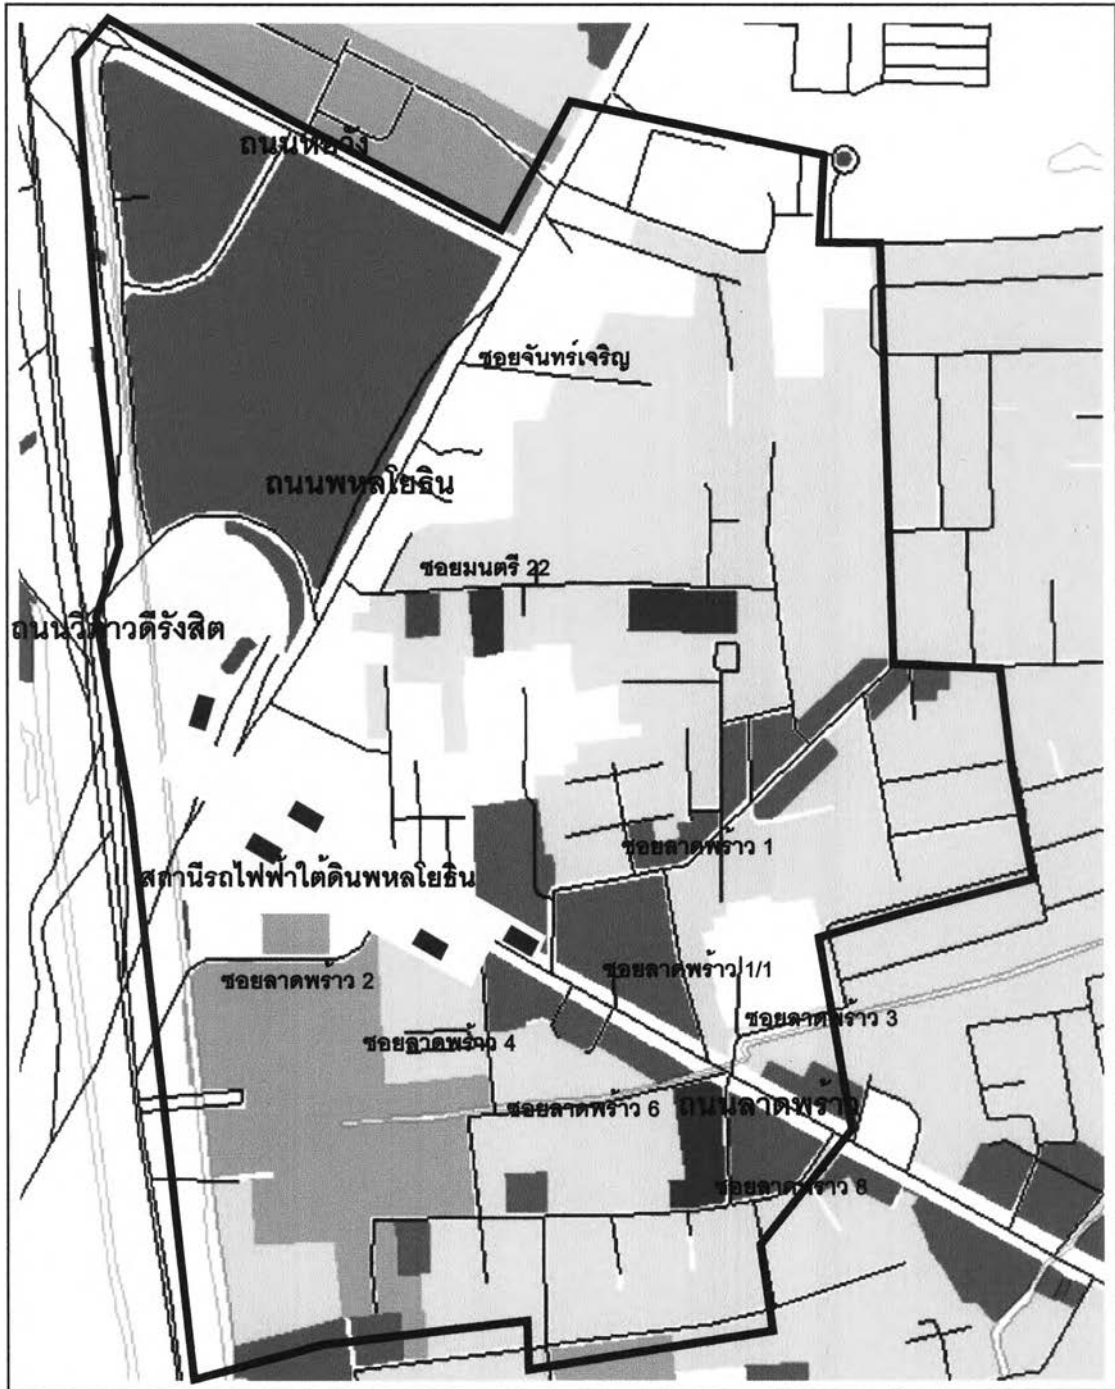 ถนนหอวัง
ซอยจันทร์เจริญ
ถนนพหลโยธิน
ซอยมนตรี 22
ถนนวิภาวดีรังสิต
ซอยลาดพร้าว 1
สถานีรถไฟฟ้าใต้ดินพหลโยธิน
ซอยลาดพร้าว 1/1
ซอยลาดพร้าว 2
ซอยลาดพร้าว 3
ซอยลาดพร้าว 4
ซอยลาดพร้าว 6
ถนนลาดพร้าว
ซอยลาดพร้าว 8